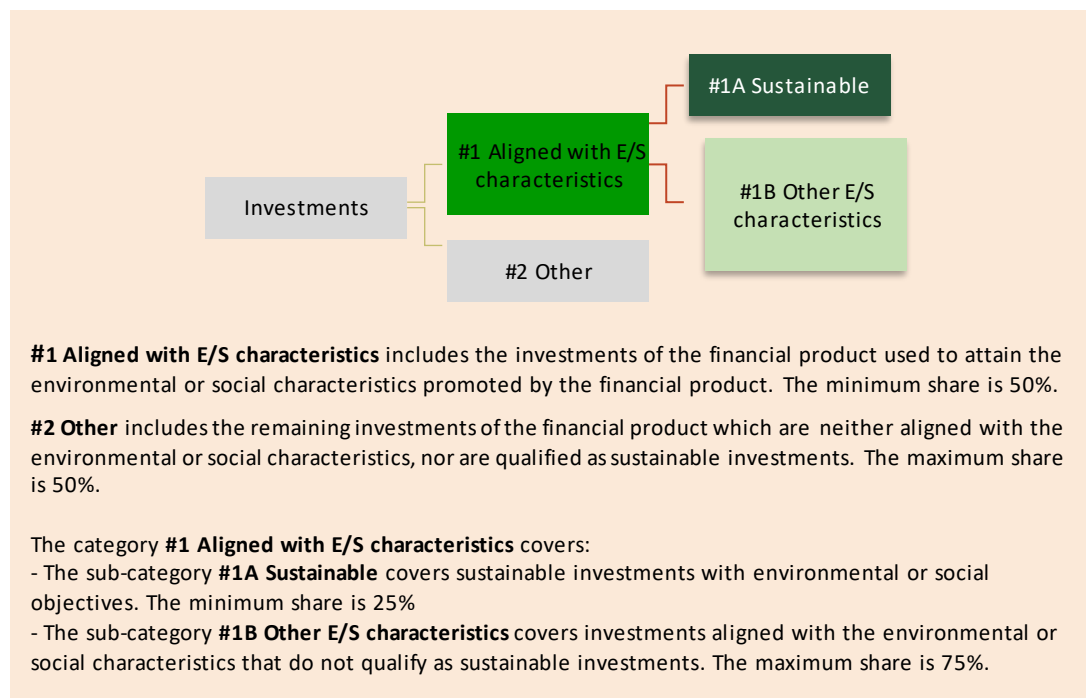 #1A Sustainable
#1 Aligned with E/S
characteristics
#1B Other E/S
characteristics
Investments
#2 Other
#1 Aligned with E/S characteristics includes the investments of the financial product used to attain the
environmental or social characteristics promoted by the financial product. The minimum share is 50%.
#2 Other includes the remaining investments of the financial product which are neither aligned with the
environmental or social characteristics, nor are qualified as sustainable investments. The maximum share
is 50%.
The category #1 Aligned with E/S characteristics covers:
- The sub-category #1A Sustainable covers sustainable investments with environmental or social
objectives. The minimum share is 25%
- The sub-category #1B Other E/S characteristics covers investments aligned with the environmental or
social characteristics that do not qualify as sustainable investments. The maximum share is 75%.